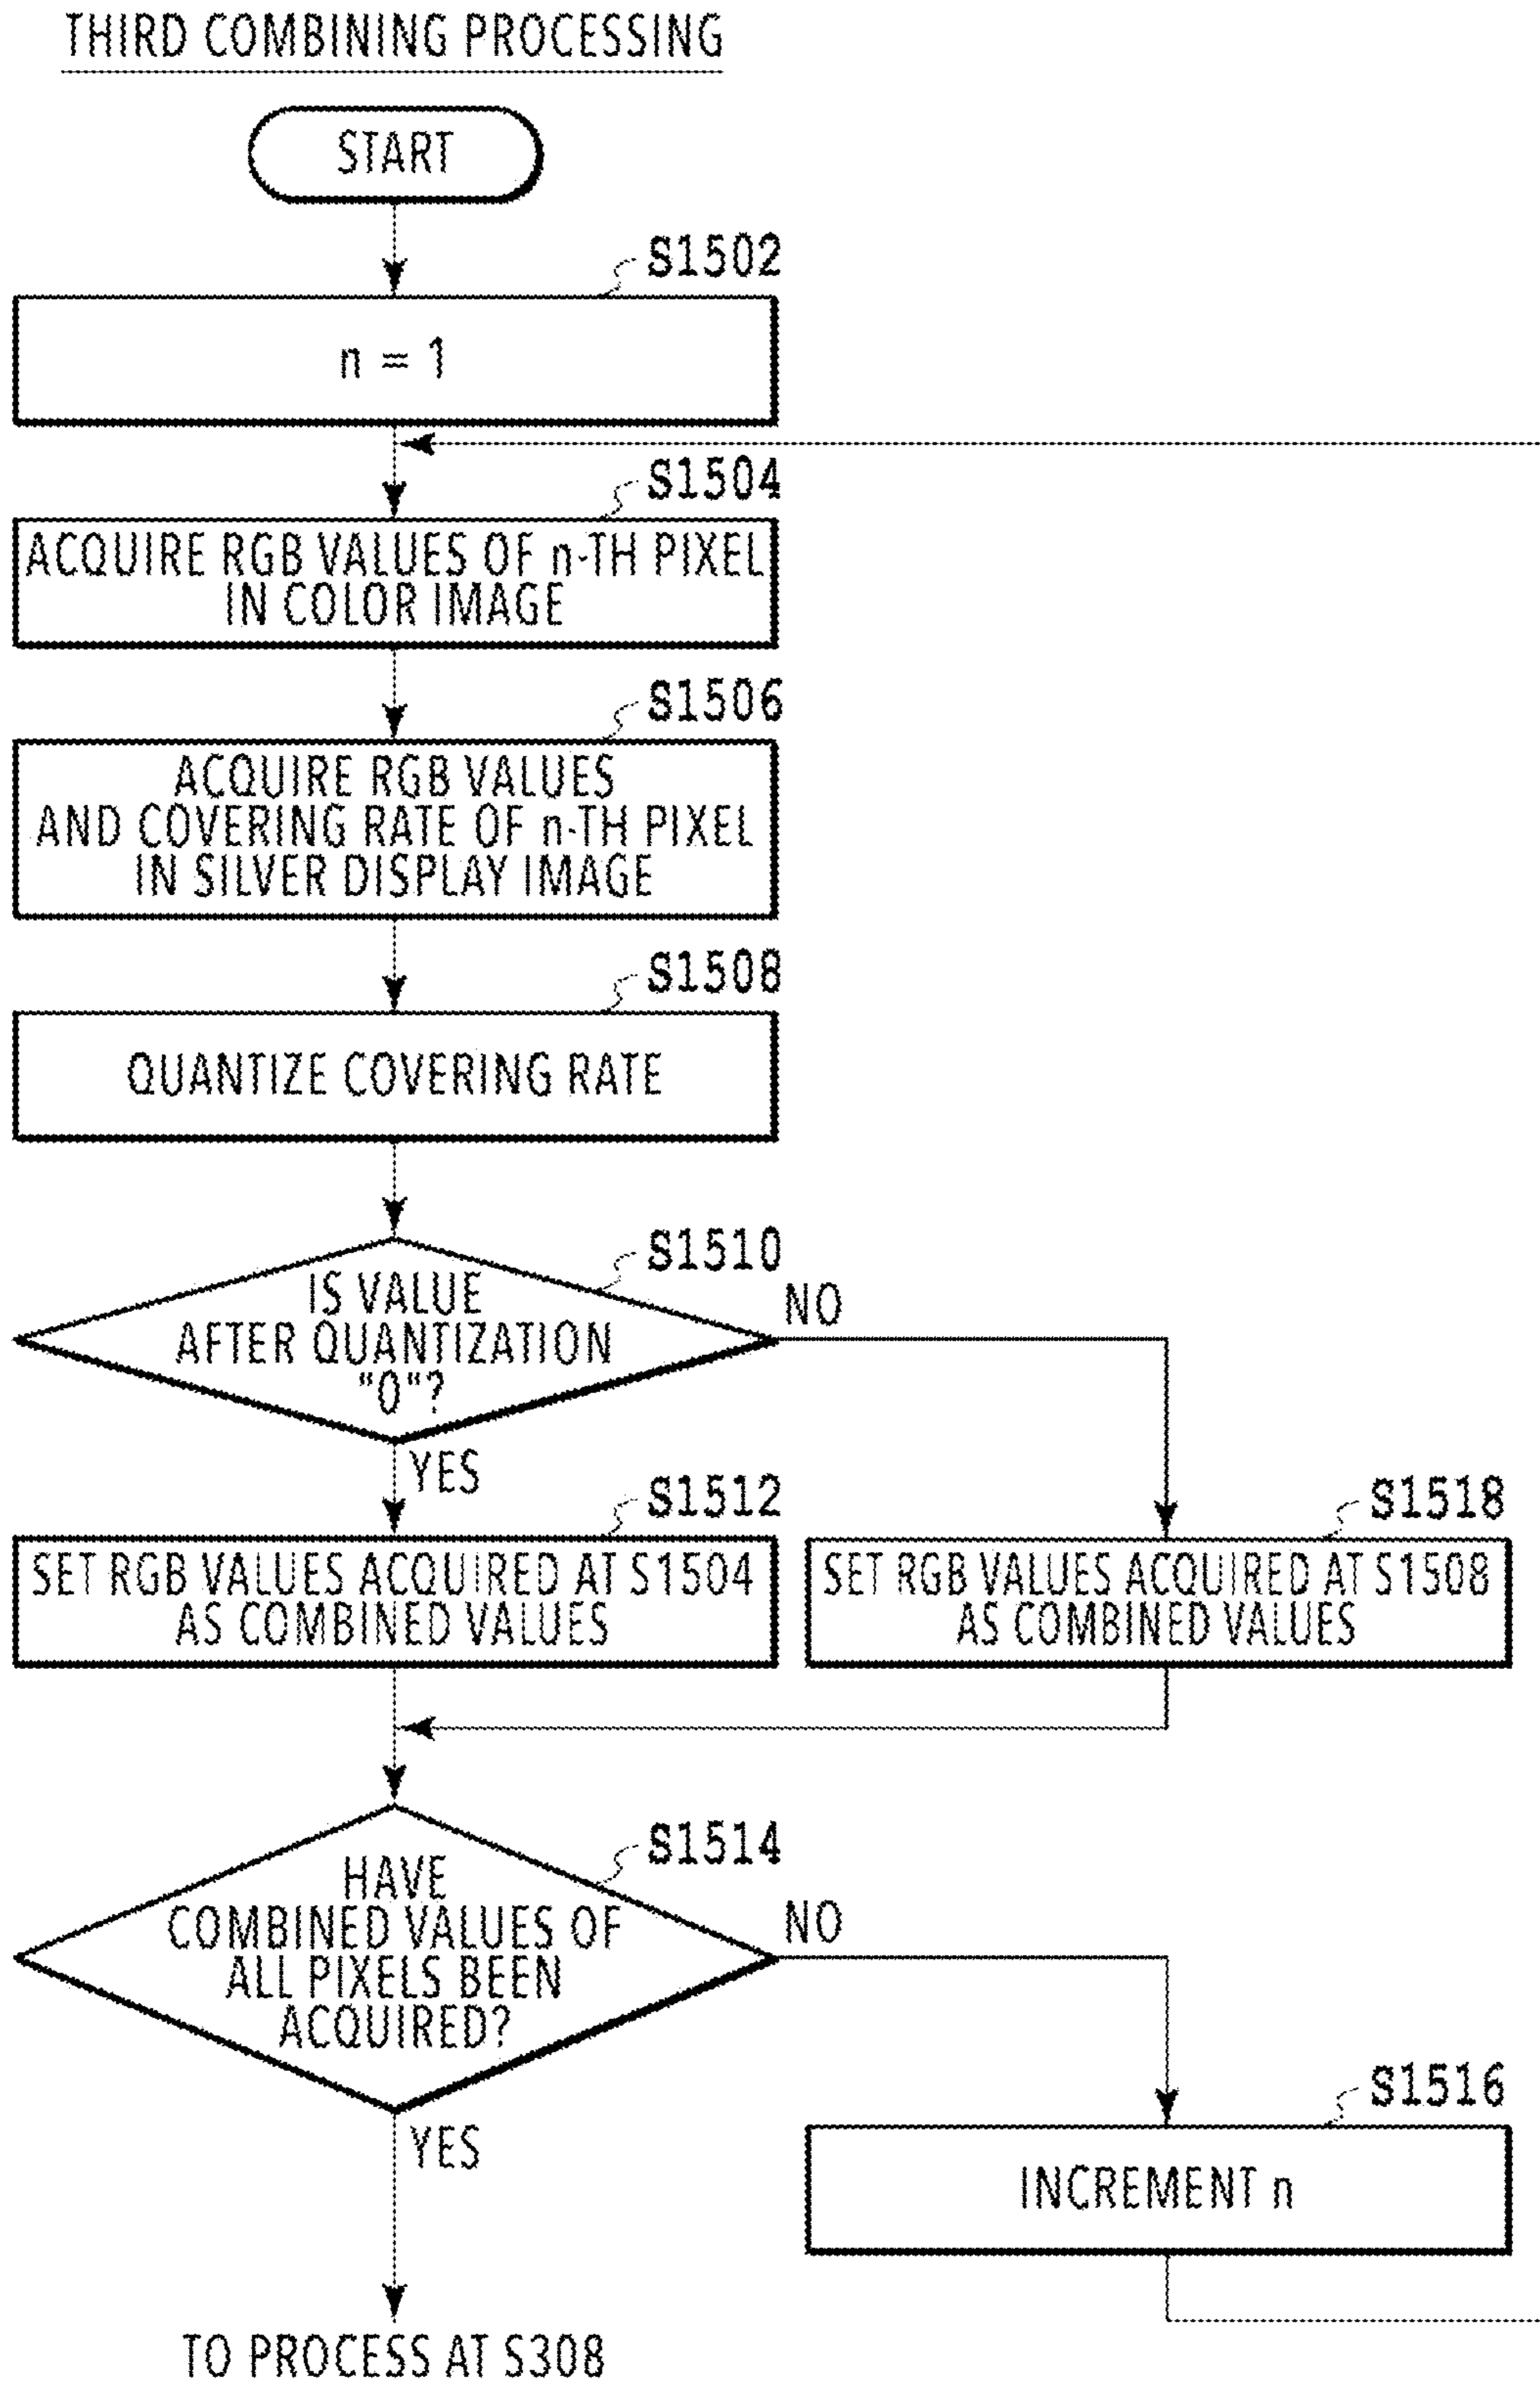 THIRD COMBINING PROCESSING
START
S1502
n = 1
S1504
ACQUIRE RGB VALUES OF n-TH PIXEL
IN COLOR IMAGE
S1506
ACQUIRE RGB VALUES
AND COVERING RATE OF n-TH PIXEL
IN SILVER DISPLAY IMAGE
S1508
QUANTIZE COVERING RATE
S1510
IS VALUE
AFTER QUANTIZATION
"0"?
NO
YES
S1512
SET RGB VALUES ACQUIRED AT S1504
AS COMBINED VALUES
S1518
SET RGB VALUES ACQUIRED AT S1508
AS COMBINED VALUES
S1514
HAVE
COMBINED VALUES OF
ALL PIXELS BEEN
ACQUIRED?
NO
YES
S1516
INCREMENT n
TO PROCESS AT S308